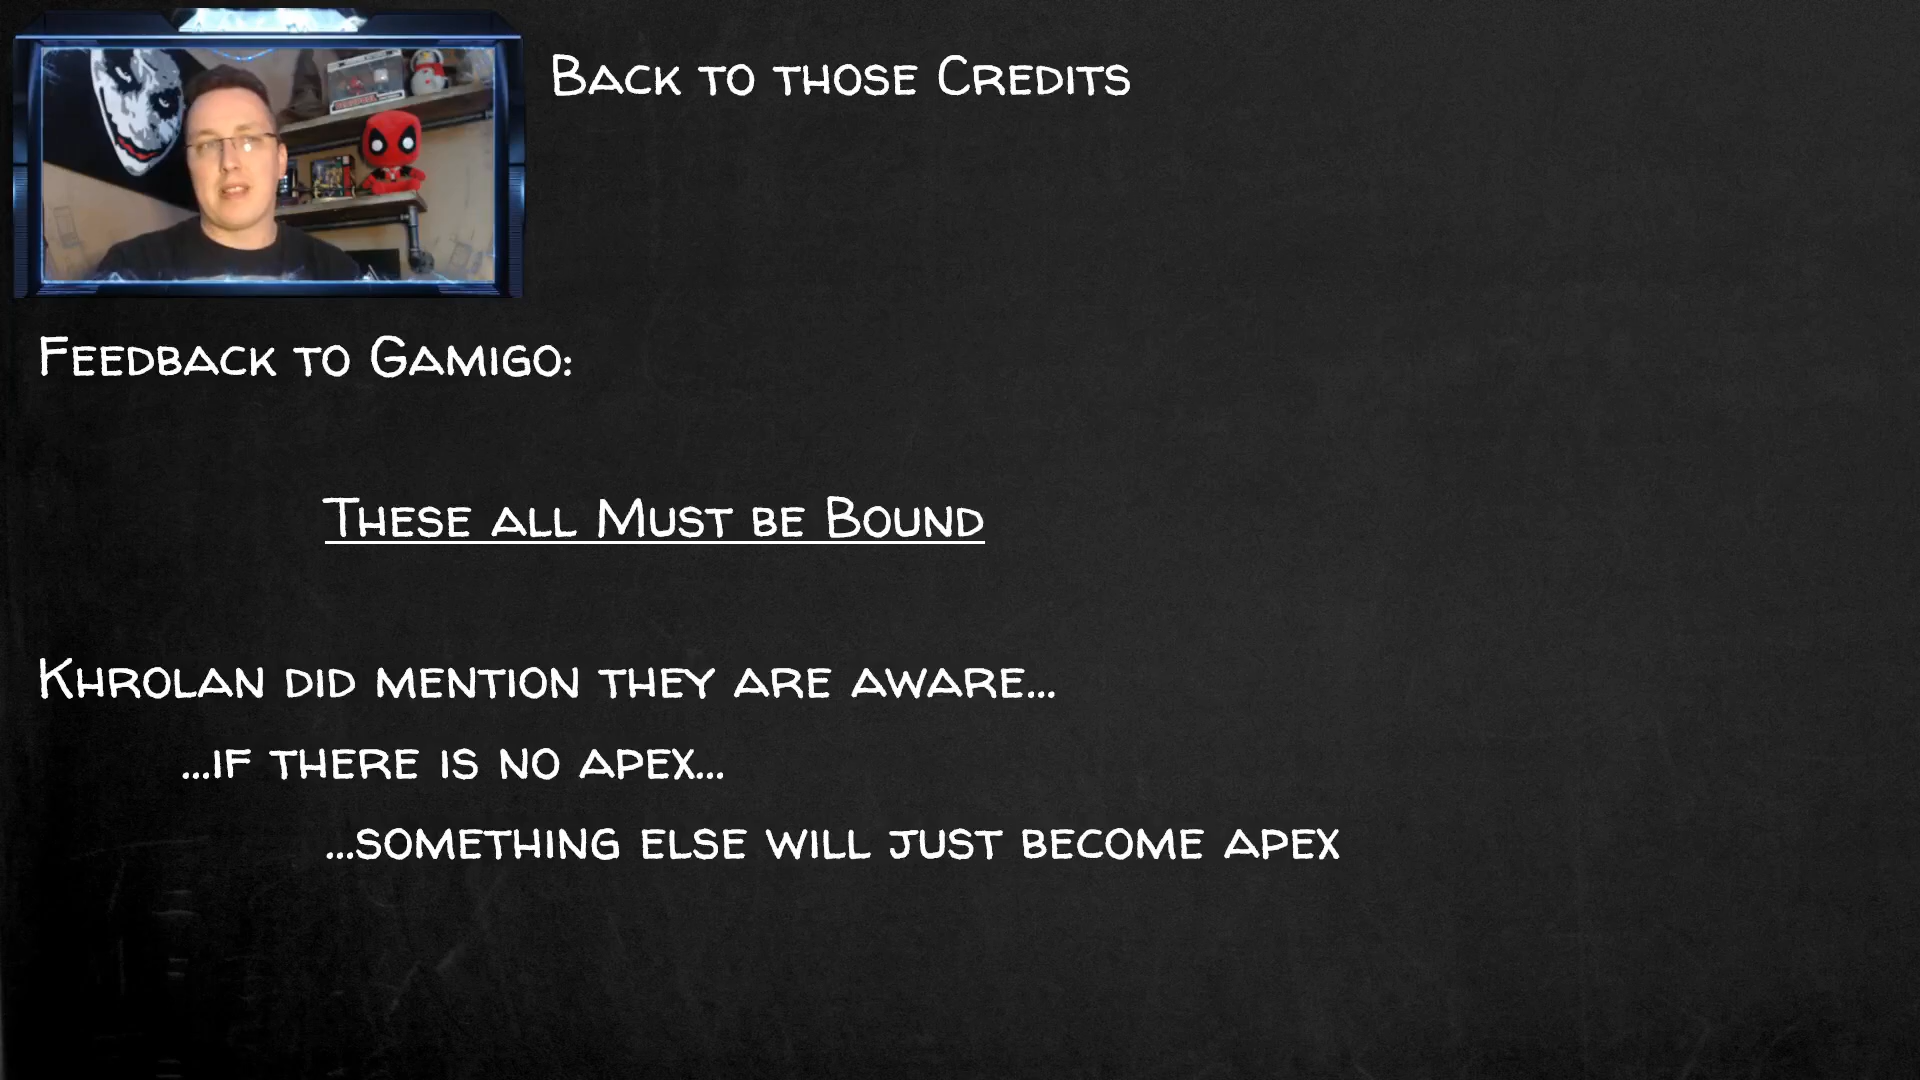 Back to those Credits
Feedback to Gamigo:
These all Must be Bound
Khrolan did mention they are aware...
...if there is no apex...
...something else will just become apex